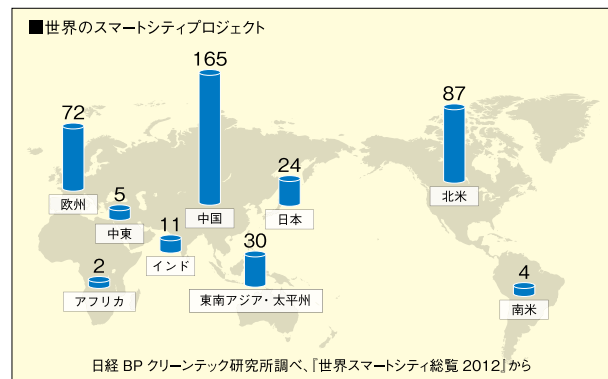 ■世界のスマートシティプロジェクト
165
72
87
24
5
11
30
2
4
欧州
中東
中国
日本
北米
インド
アフリカ
東南アジア・太平州
南米
日経 BP クリーンテック研究所調べ、『世界スマートシティ総覧 2012』から